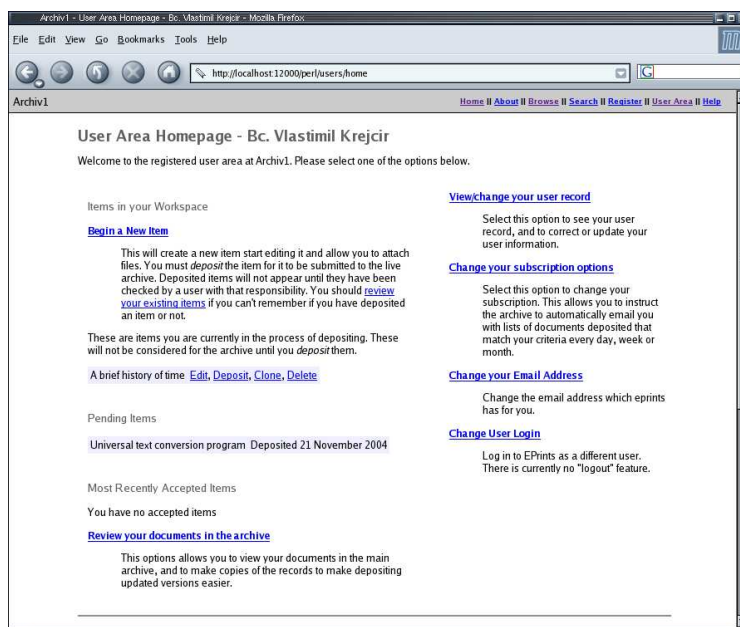 Archiv1 - User Area Homepage - Bc. Vlastimil Krejcir - Mozilla Firefox
File Edit View Go Bookmarks Tools Help
http://localhost:12000/perl/users/home
Archiv1
Home || About || Browse || Search || Register || User Area || Help
User Area Homepage - Bc. Vlastimil Krejcir
Welcome to the registered user area at Archiv1. Please select one of the options below.
Items in your Workspace
Begin a New Item
This will create a new item start editing it and allow you to attach
files. You must deposit the item for it to be submitted to the live
archive. Deposited items will not appear until they have been
checked by a user with that responsibility. You should review
your existing items if you can't remember if you have deposited
an item or not.
These are items you are currently in the process of depositing. These
will not be considered for the archive until you deposit them.
A brief history of time Edit, Deposit, Clone, Delete
Pending Items
Universal text conversion program Deposited 21 November 2004
Most Recently Accepted Items
You have no accepted items
Review your documents in the archive
This options allows you to view your documents in the main
archive, and to make copies of the records to make depositing
updated versions easier.
View/change your user record
Select this option to see your user
record, and to correct or update your
user information.
Change your subscription options
Select this option to change your
subscription. This allows you to instruct
the archive to automatically email you
with lists of documents deposited that
match your criteria every day, week or
month.
Change your Email Address
Change the email address which eprints
has for you.
Change User Login
Log in to EPrints as a different user.
There is currently no "logout" feature.